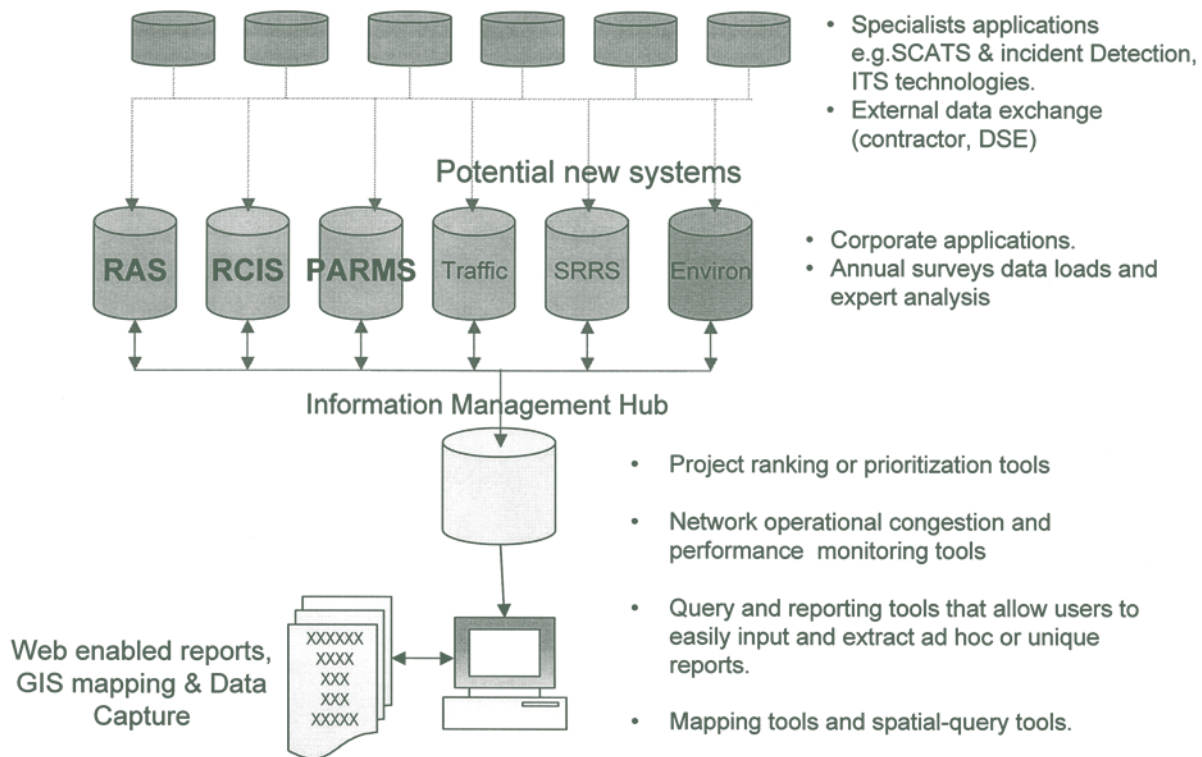 • Specialists applications
e.g.SCATS & incident Detection,
ITS technologies.
• External data exchange
(contractor, DSE)
Potential new systems
RAS RCIS PARMS Traffic SRRS Environ
• Corporate applications.
• Annual surveys data loads and
expert analysis
Information Management Hub
• Project ranking or prioritization tools
• Network operational congestion and
performance monitoring tools
• Query and reporting tools that allow users to
easily input and extract ad hoc or unique
reports.
• Mapping tools and spatial-query tools.
Web enabled reports,
GIS mapping & Data
Capture
XXXXXX
XXXX
XXX
XXX
XXXXX